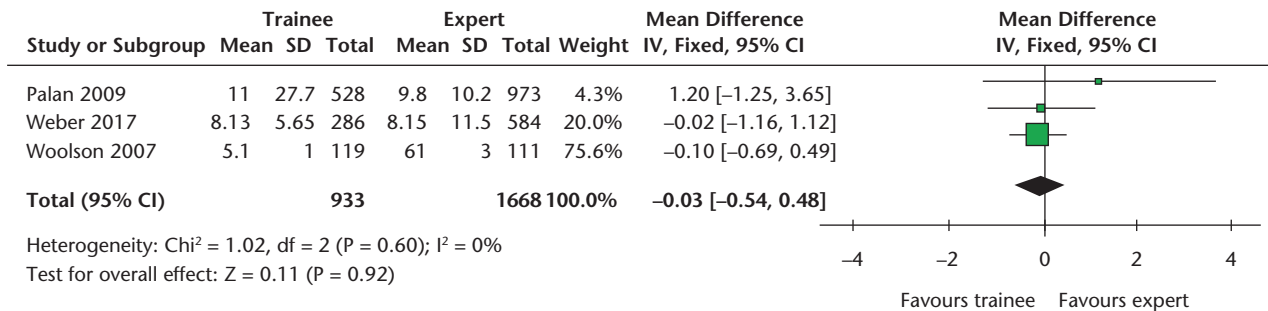 Trainee Expert Mean Difference Mean Difference
Study or Subgroup Mean SD Total Mean SD Total Weight IV, Fixed, 95% CI IV, Fixed, 95% CI
Palan 2009 11 27.7 528 9.8 10.2 973 4.3% 1.20 [–1.25, 3.65]
Weber 2017 8.13 5.65 286 8.15 11.5 584 20.0% –0.02 [–1.16, 1.12]
Woolson 2007 5.1 1 119 61 3 111 75.6% –0.10 [–0.69, 0.49]
Total (95% CI) 933 1668 100.0% –0.03 [–0.54, 0.48]
Heterogeneity: Chi² = 1.02, df = 2 (P = 0.60); I² = 0%
Test for overall effect: Z = 0.11 (P = 0.92)
–4 –2 0 2 4
Favours trainee Favours expert